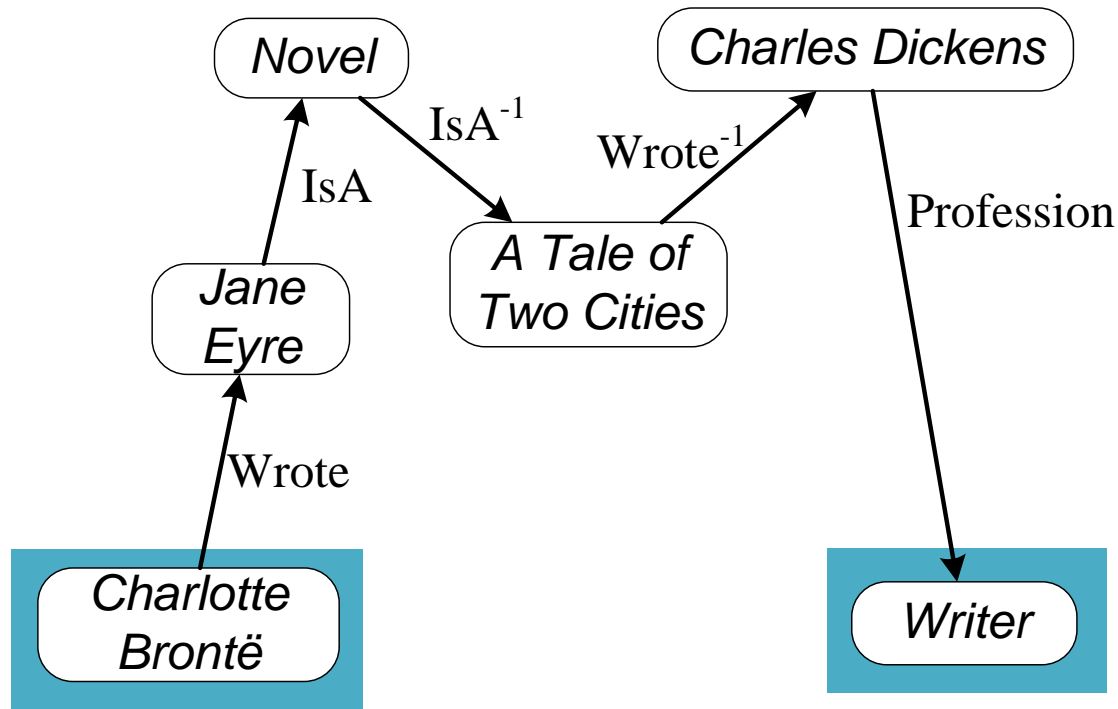 Novel
Charles Dickens
IsA⁻¹
Wrote⁻¹
IsA
Profession
A Tale of
Two Cities
Jane
Eyre
Wrote
Charlotte
Brontë
Writer